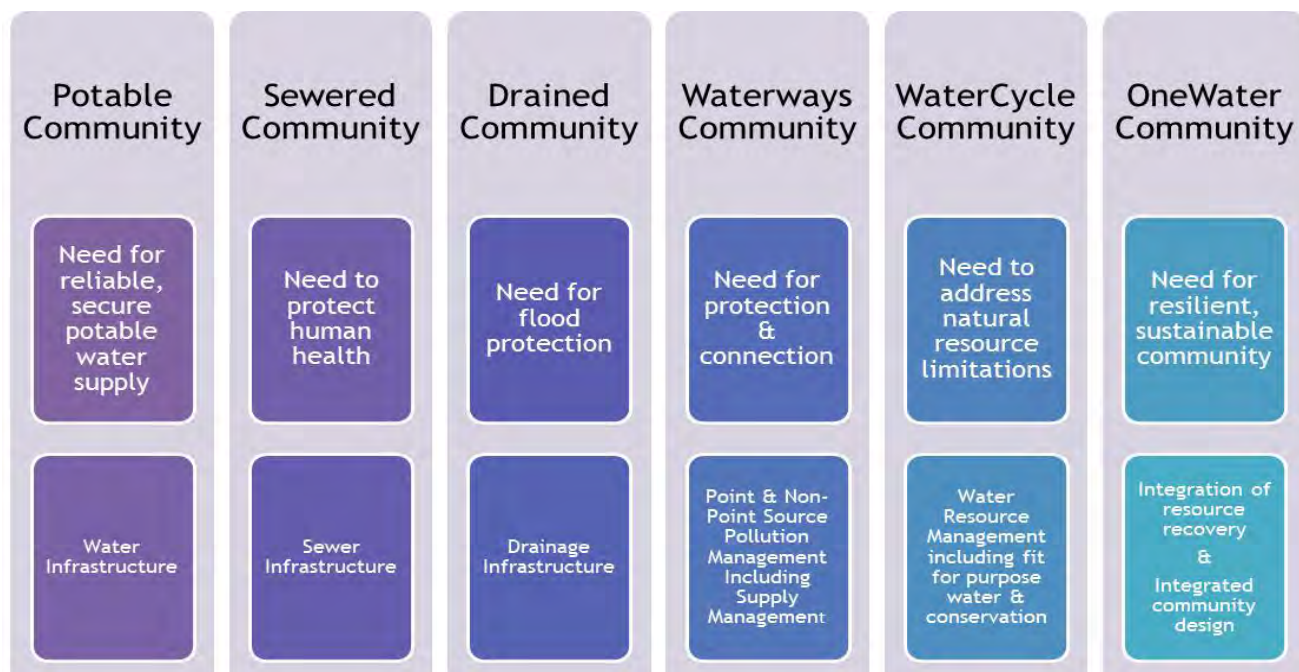 Potable
Community
Need for
reliable,
secure
potable
water
supply
Water
Infrastructure
Sewered
Community
Need to
protect
human
health
Sewer
Infrastructure
Drained
Community
Need for
flood
protection
Drainage
Infrastructure
Waterways
Community
Need for
protection
&
connection
Point & Non-
Point Source
Pollution
Management
Including
Supply
Management
WaterCycle
Community
Need to
address
natural
resource
limitations
Water
Resource
Management
including fit
for purpose
water &
conservation
OneWater
Community
Need for
resilient,
sustainable
community
Integration of
resource
recovery
&
Integrated
community
design